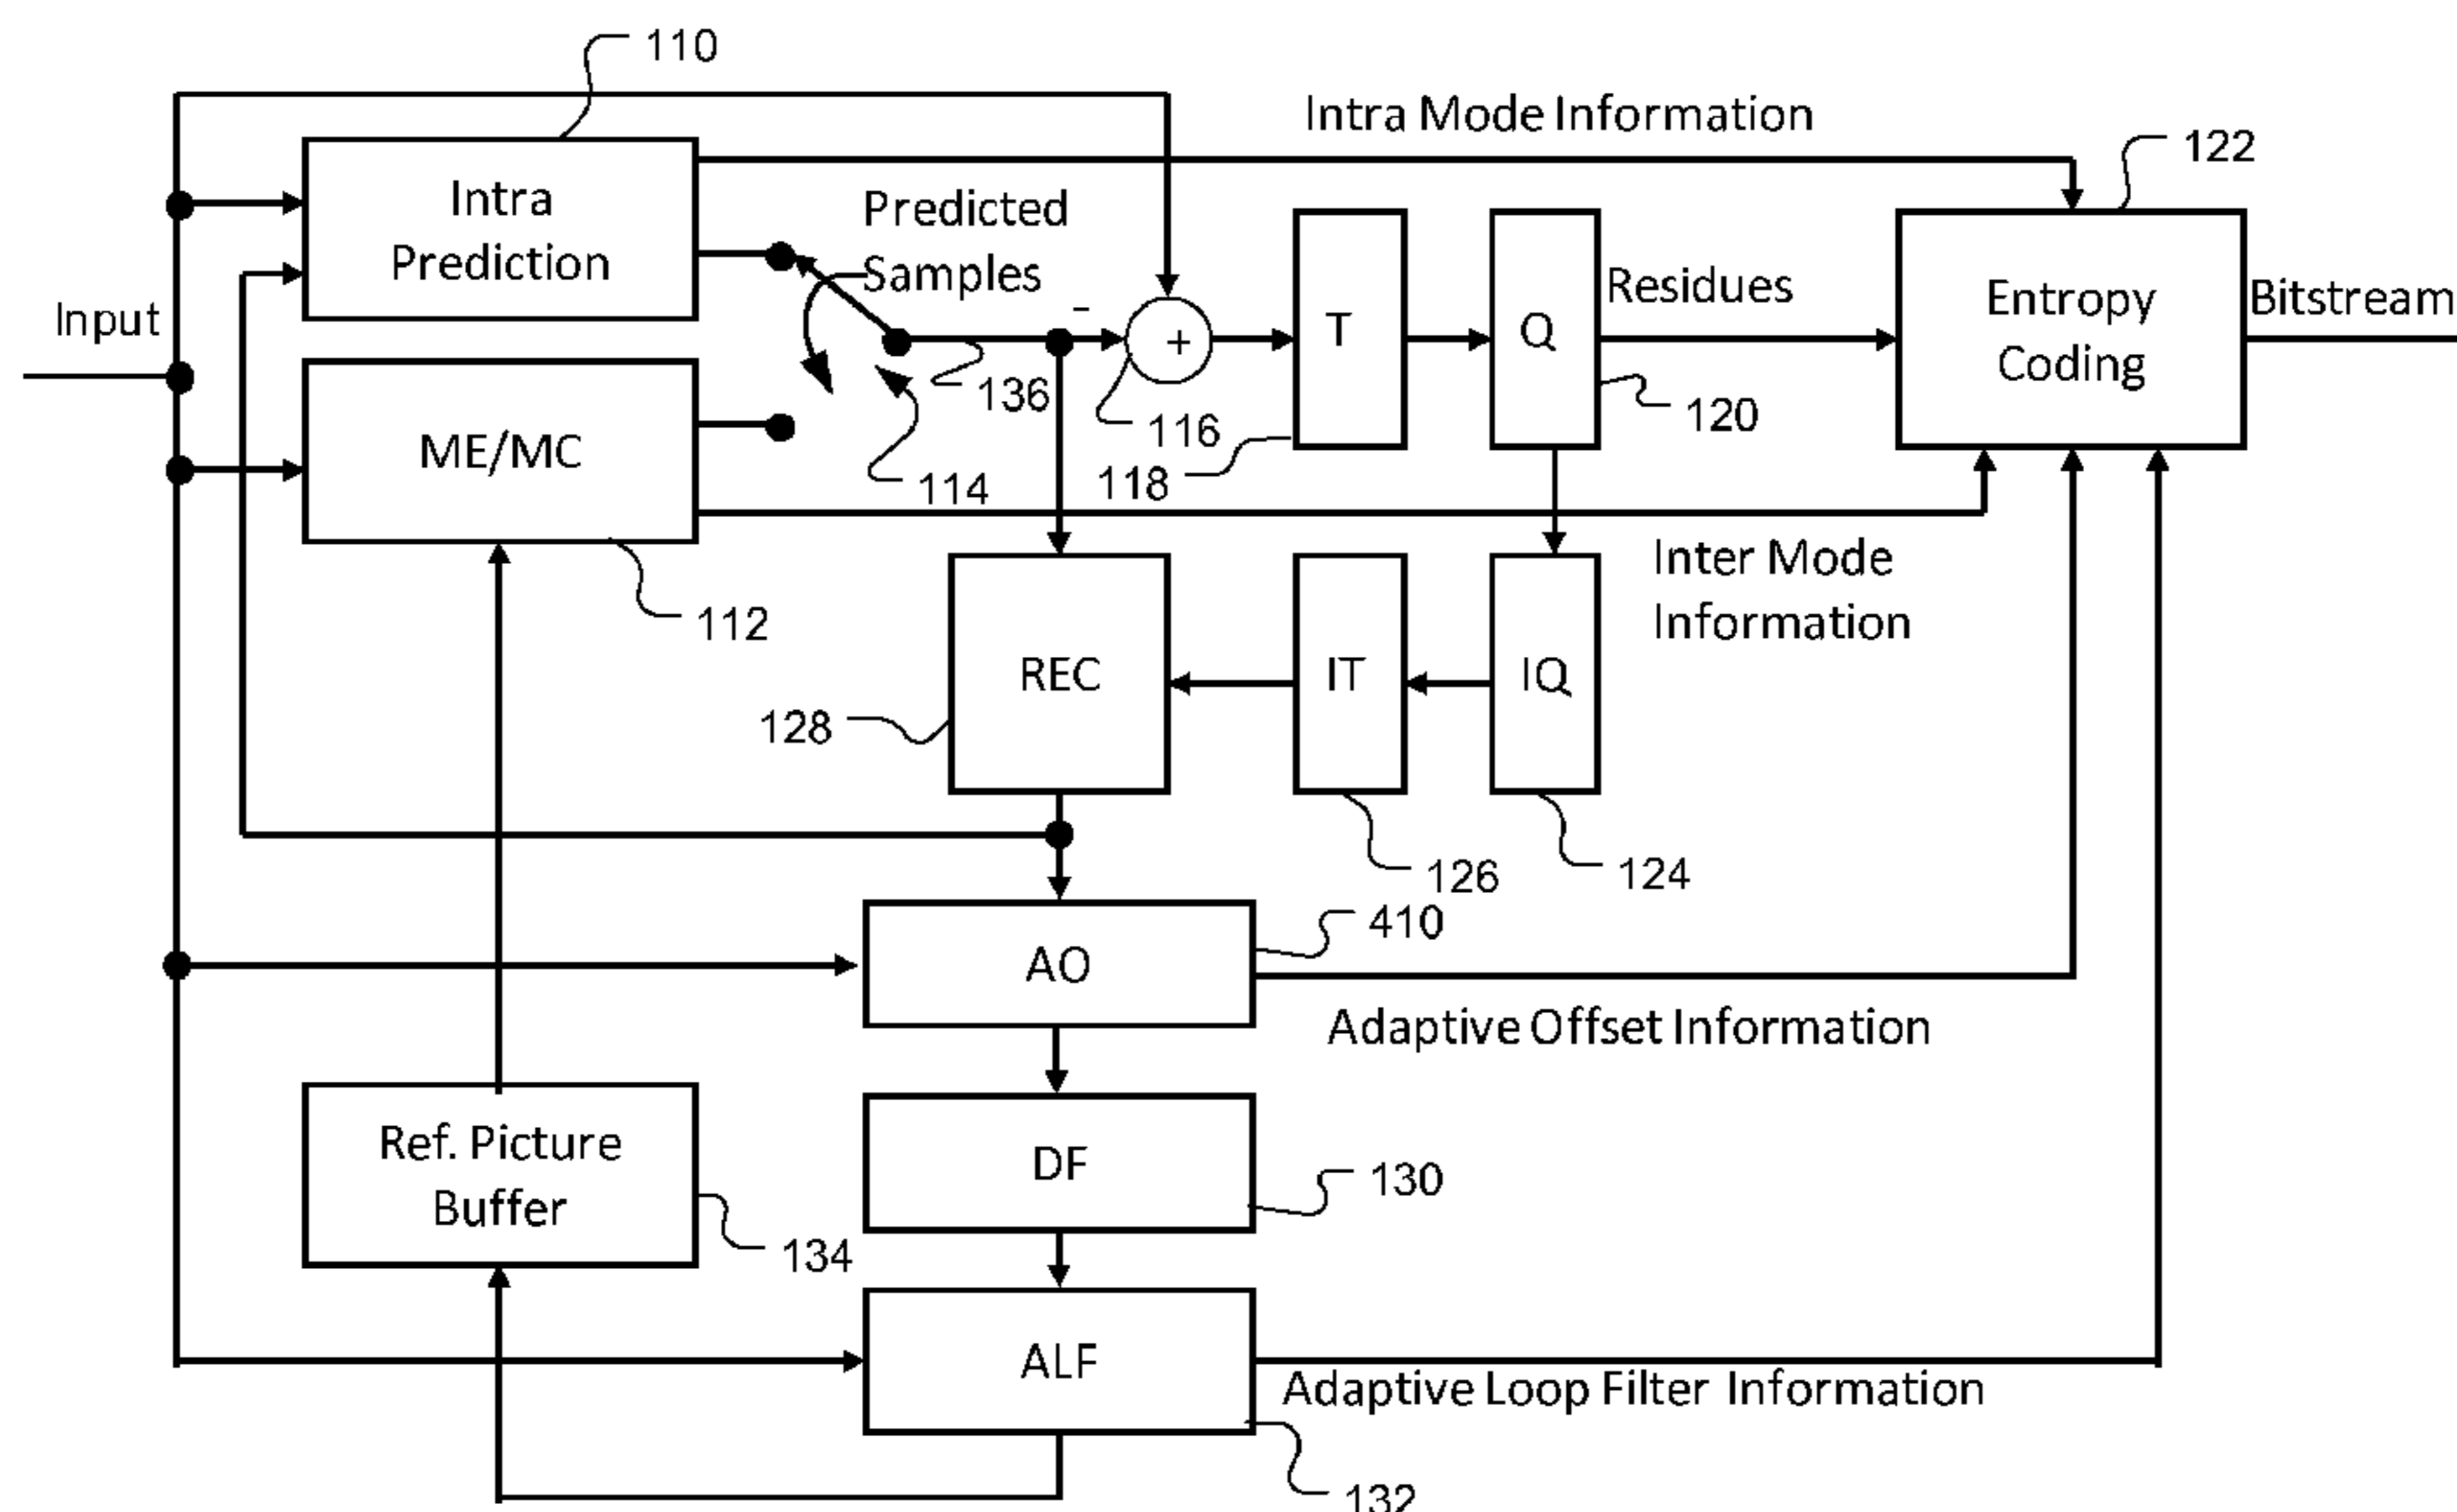 110
Intra Mode Information
122
Intra
Prediction
Predicted
Samples
Input
-
+
T
Q
Residues
Entropy
Coding
Bitstream
136
116
120
ME/MC
114
118
112
Inter Mode
Information
REC
IT
IQ
128
126
124
410
AO
Adaptive Offset Information
Ref. Picture
Buffer
DF
130
134
ALF
Adaptive Loop Filter Information
132